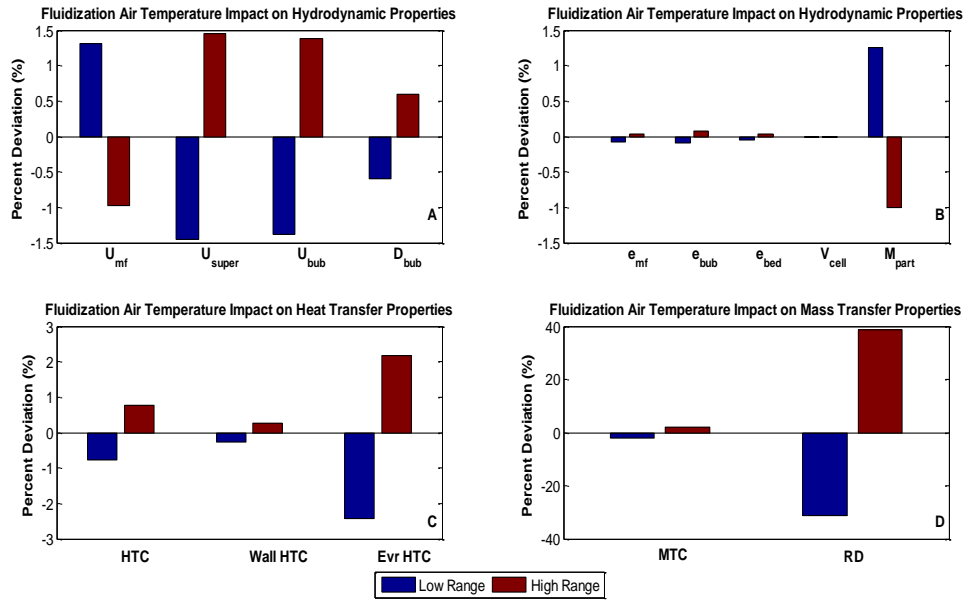 Fluidization Air Temperature Impact on Hydrodynamic Properties
Percent Deviation (%)
1.5
1
0.5
0
-0.5
-1
-1.5
U_mf
U_super
U_bub
D_bub
A
Fluidization Air Temperature Impact on Hydrodynamic Properties
Percent Deviation (%)
1.5
1
0.5
0
-0.5
-1
-1.5
e_mf
e_bub
e_bed
V_cell
M_part
B
Fluidization Air Temperature Impact on Heat Transfer Properties
Percent Deviation (%)
3
2
1
0
-1
-2
-3
HTC
Wall HTC
Evr HTC
C
Fluidization Air Temperature Impact on Mass Transfer Properties
Percent Deviation (%)
40
20
0
-20
-40
MTC
RD
D
Low Range
High Range